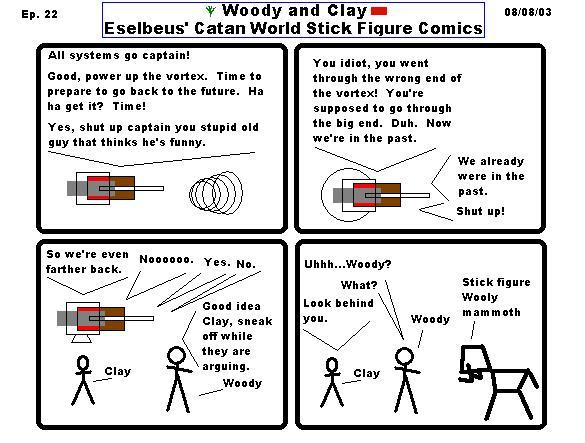 Ep. 22
Woody and Clay
08/08/03
Eselbeus' Catan World Stick Figure Comics
All systems go captain!
Good, power up the vortex. Time to
prepare to go back to the future. Ha
ha get it? Time!
Yes, shut up captain you stupid old
guy that thinks he's funny.
You idiot, you went
through the wrong end of
the vortex! You're
supposed to go through
the big end. Duh. Now
we're in the past.
We already
were in the
past.
Shut up!
So we're even
farther back.
Noooooo.
Yes.
No.
Good idea
Clay, sneak
off while
they are
arguing.
Clay
Woody
Uhhh...Woody?
What?
Look behind
you.
Clay
Woody
Stick figure
Wooly
mammoth